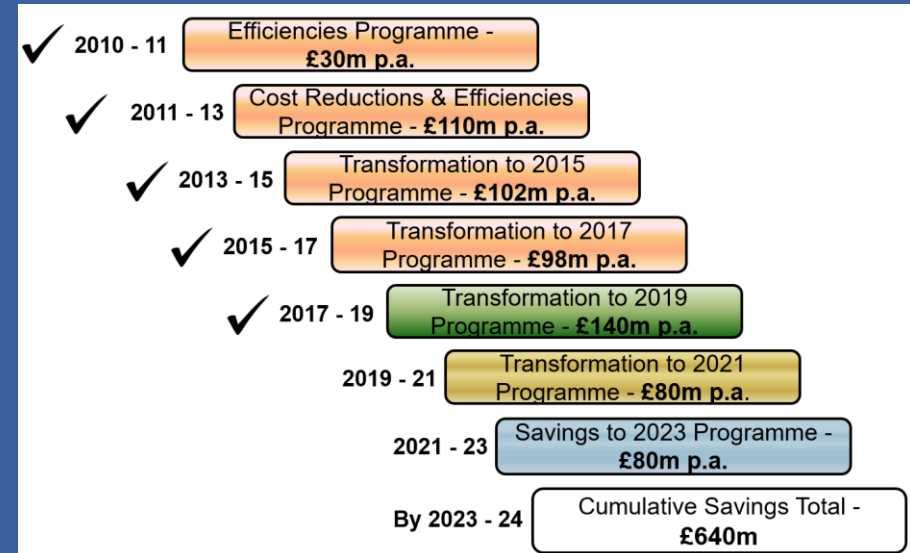 2010 - 11
Efficiencies Programme -
£30m p.a.
2011 - 13
Cost Reductions & Efficiencies
Programme - £110m p.a.
2013 - 15
Transformation to 2015
Programme - £102m p.a.
2015 - 17
Transformation to 2017
Programme - £98m p.a.
2017 - 19
Transformation to 2019
Programme - £140m p.a.
2019 - 21
Transformation to 2021
Programme - £80m p.a.
2021 - 23
Savings to 2023 Programme -
£80m p.a.
By 2023 - 24
Cumulative Savings Total -
£640m